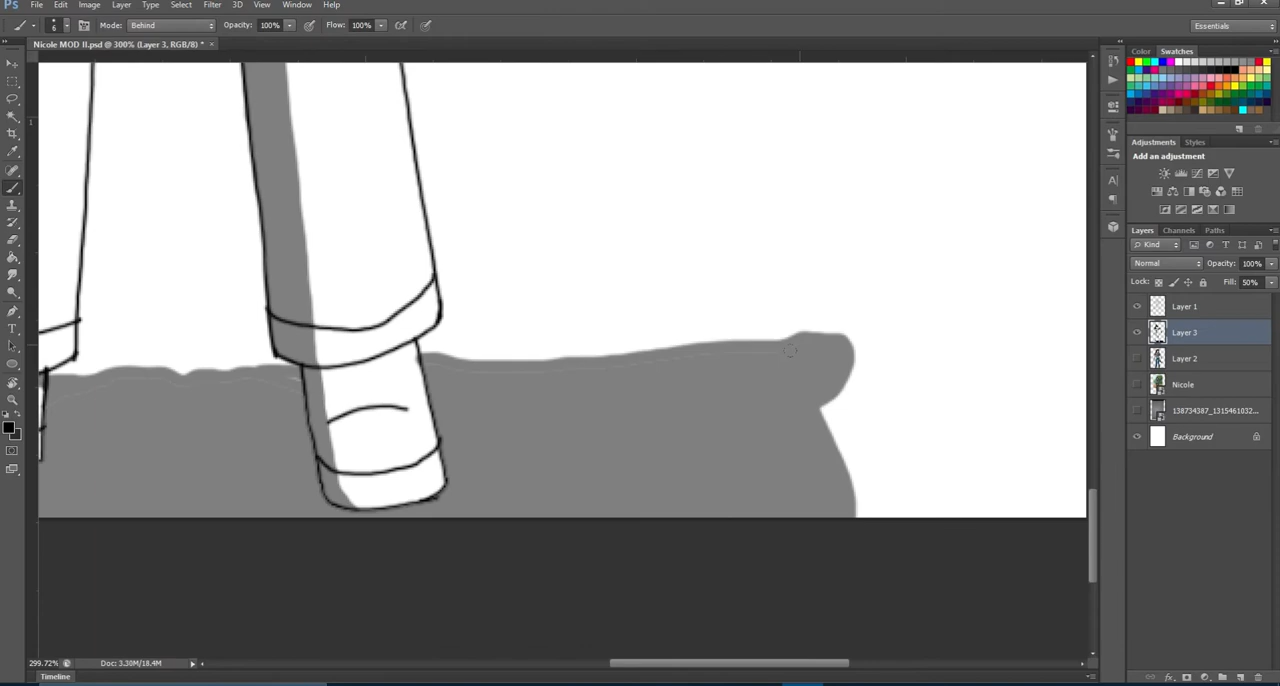 Ps File Edit Image Layer Type Select Filter 3D View Window Help
6 Mode: Behind Opacity: 100% Flow: 100% Essentials
Nicole MOD II.psd @ 300% (Layer 3, RGB/8) * ×
Color Swatches
Adjustments Styles
Add an adjustment
Layers Channels Paths
Kind
Normal Opacity: 100%
Lock: Fill: 50%
Layer 1
Layer 3
Layer 2
Nicole
138734387_1315461032...
Background
299.72% Doc: 3.30M/18.4M
Timeline